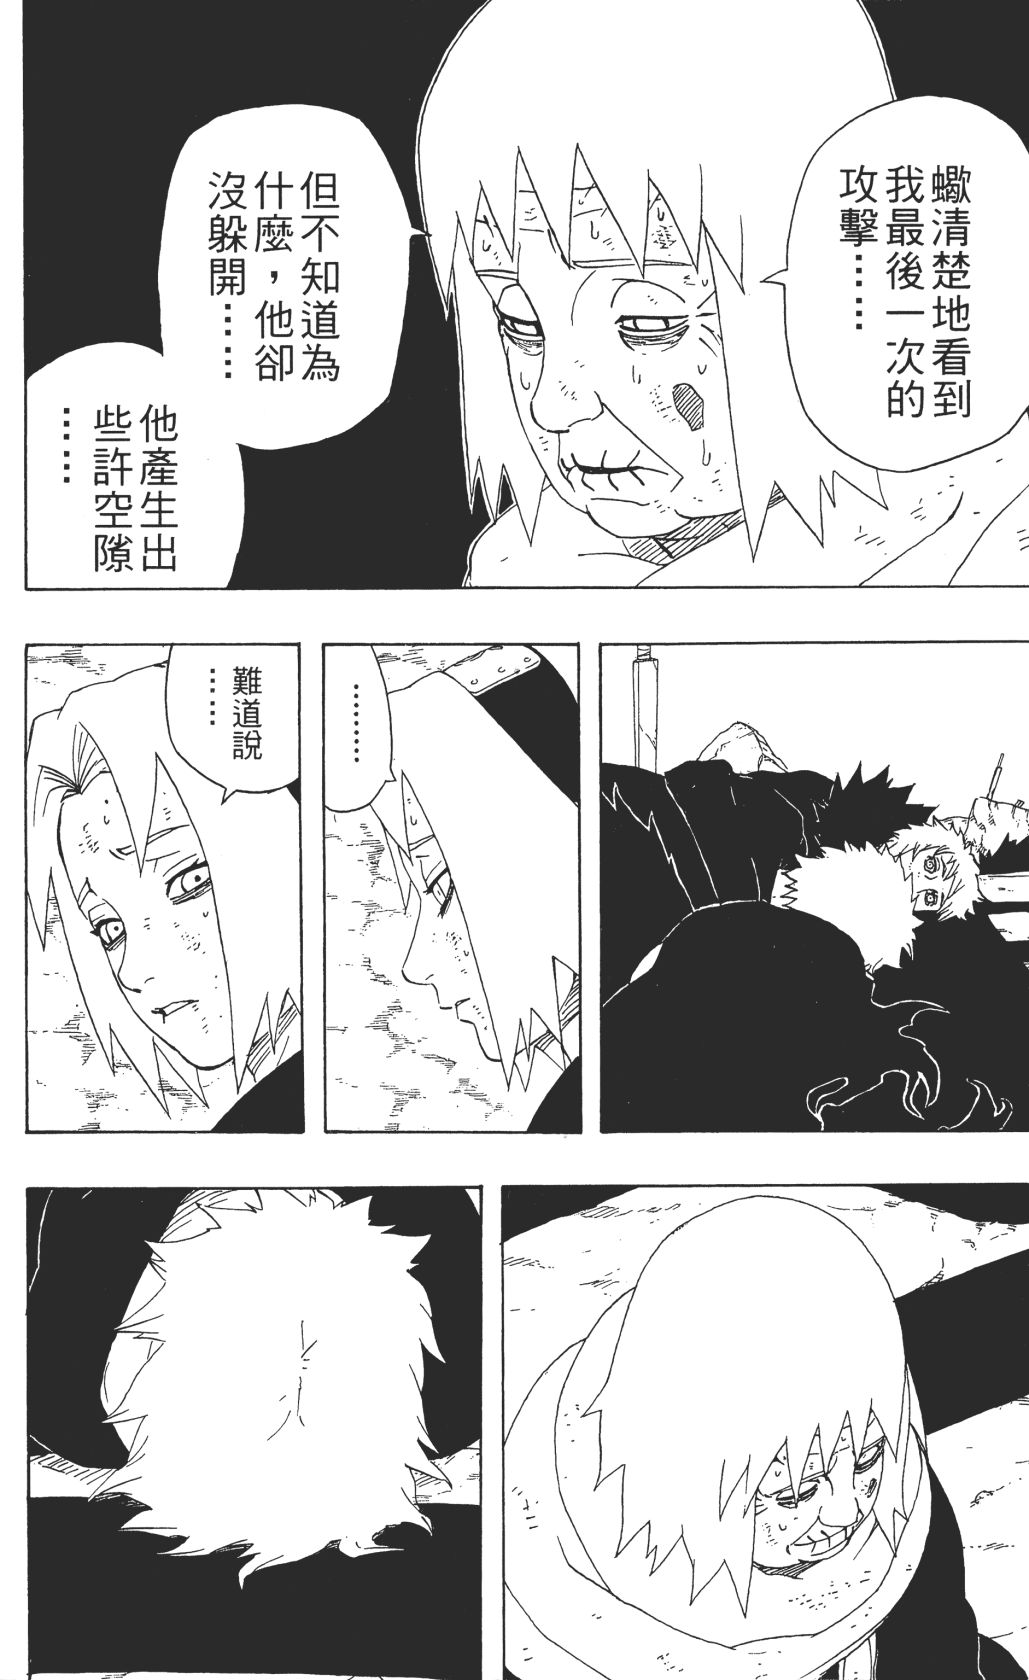 蠍清楚地看到
我最後一次的
攻擊⋯⋯
但不知道為
什麼，他卻
沒躲開⋯⋯
他產生出
些許空隙
⋯⋯
⋯⋯⋯
難道說
⋯⋯